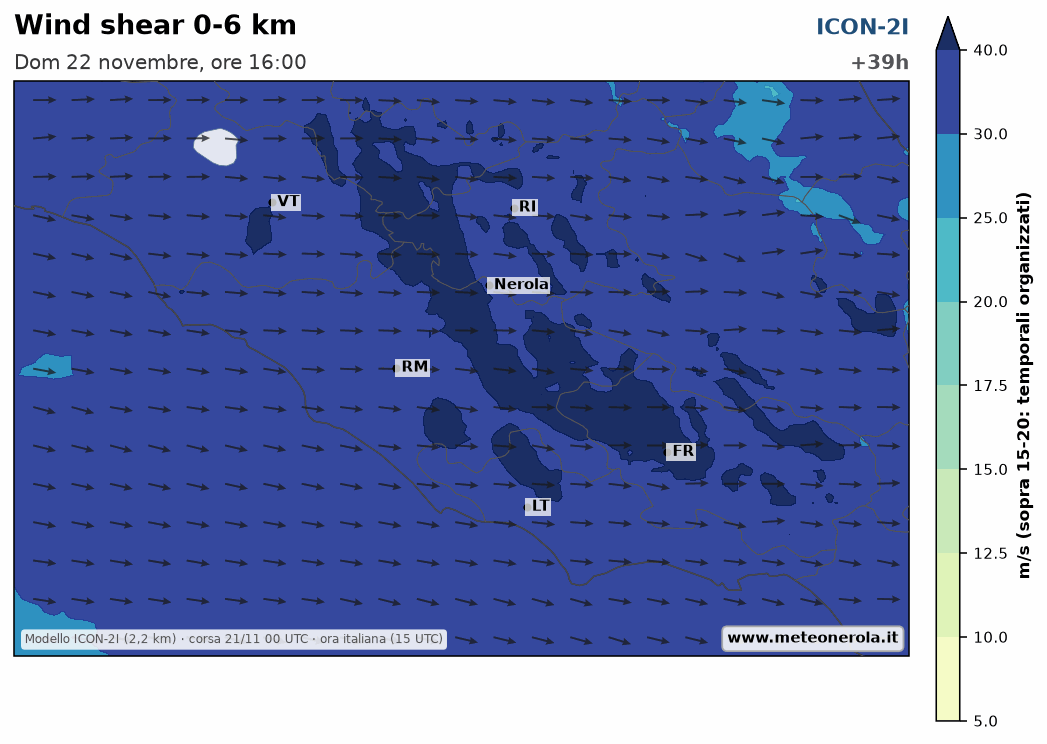 Wind shear 0-6 km
ICON-2I
Dom 22 novembre, ore 16:00
+39h
VT
RI
Nerola
RM
FR
LT
Modello ICON-2I (2,2 km) · corsa 21/11 00 UTC · ora italiana (15 UTC)
www.meteonerola.it
40.0
30.0
25.0
20.0
17.5
15.0
12.5
10.0
5.0
m/s (sopra 15-20: temporali organizzati)